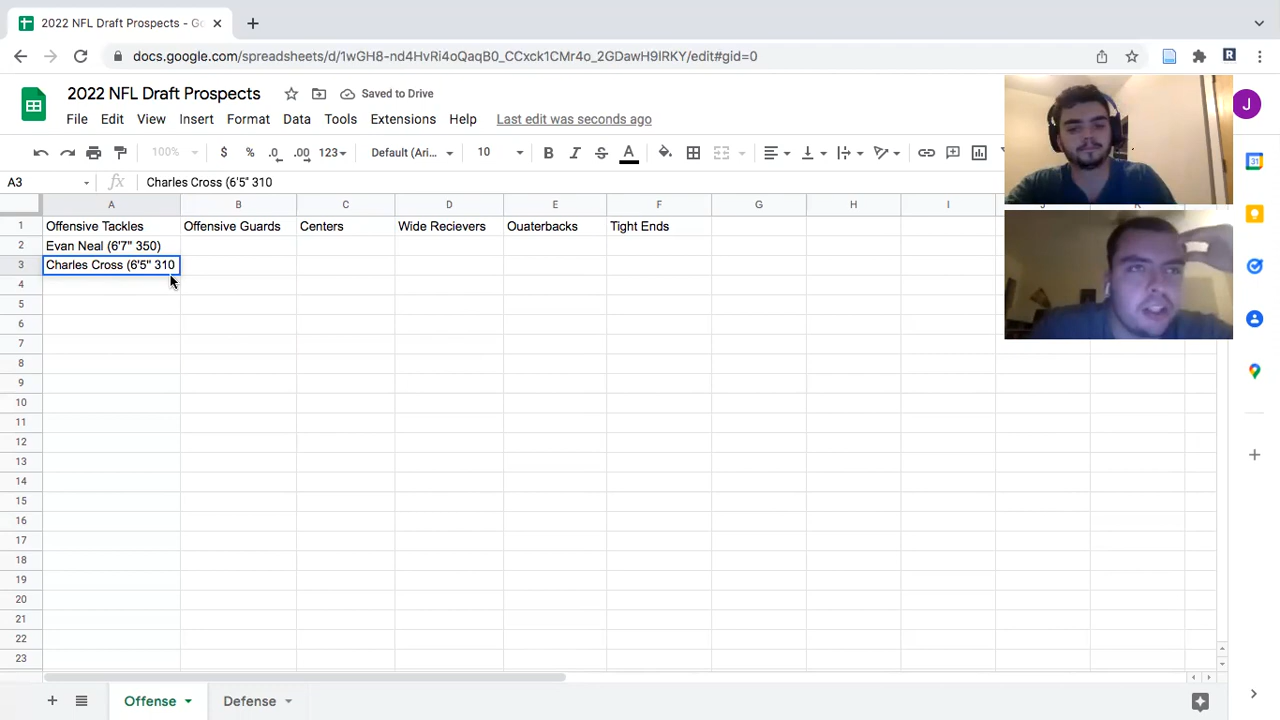 2022 NFL Draft Prospects - Go
docs.google.com/spreadsheets/d/1wGH8-nd4HvRi4oQaqB0_CCxck1CMr4o_2GDawH9lRKY/edit#gid=0
R
2022 NFL Draft Prospects
Saved to Drive
J
File Edit View Insert Format Data Tools Extensions Help Last edit was seconds ago
100% $ % .0 .00 123 Default (Ari... 10 B I S A
31
A3 fx Charles Cross (6'5" 310
A B C D E F G H I J K
1 Offensive Tackles Offensive Guards Centers Wide Recievers Quaterbacks Tight Ends
2 Evan Neal (6'7" 350)
3 Charles Cross (6'5" 310
4
5
6
7
8
9
10
11
12
13
14
15
16
17
18
19
20
21
22
23
Offense Defense